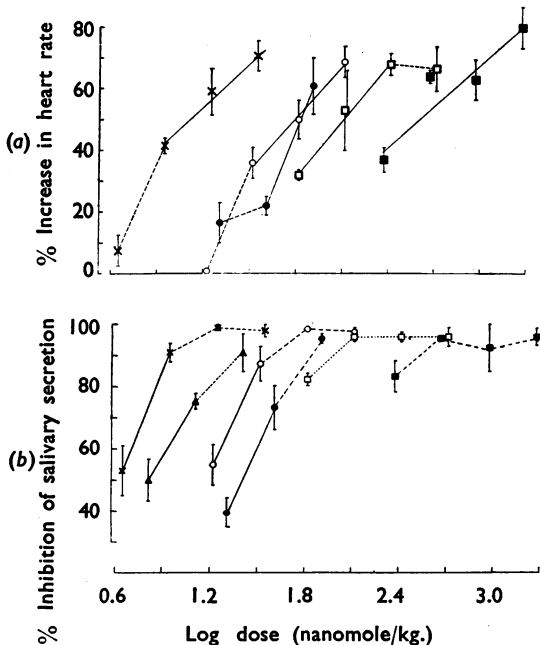 (a)
% Increase in heart rate
80
60
40
20
0
(b)
% Inhibition of salivary secretion
100
80
60
40
0.6 1.2 1.8 2.4 3.0
Log dose (nanomole/kg.)